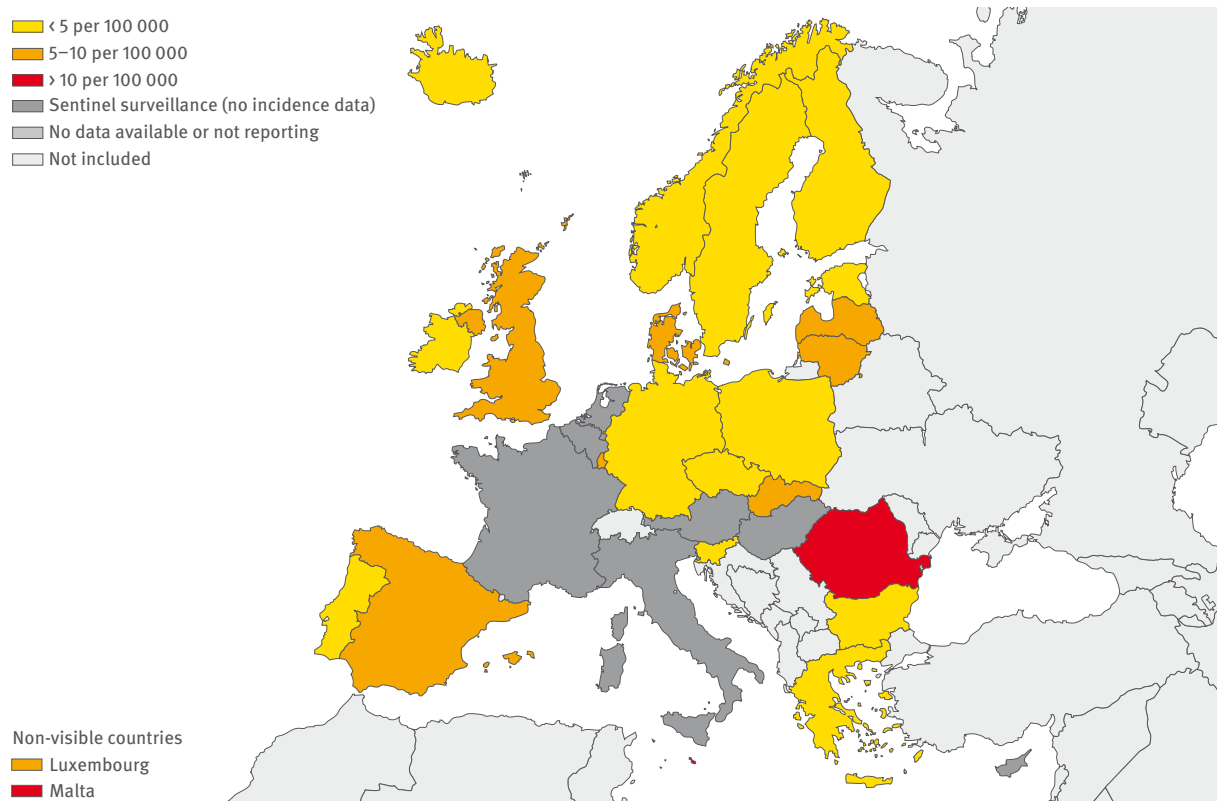 < 5 per 100 000
5–10 per 100 000
> 10 per 100 000
Sentinel surveillance (no incidence data)
No data available or not reporting
Not included
Non-visible countries
Luxembourg
Malta